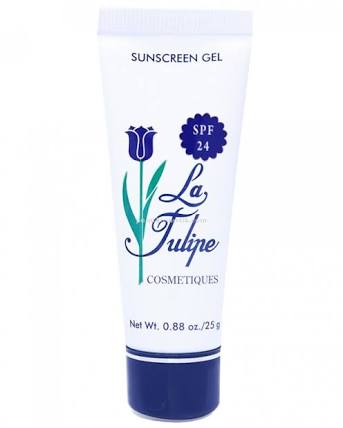 SUNSCREEN GEL
SPF
24
La
Tulipe
COSMETIQUES
Net Wt. 0.88 oz./25 g